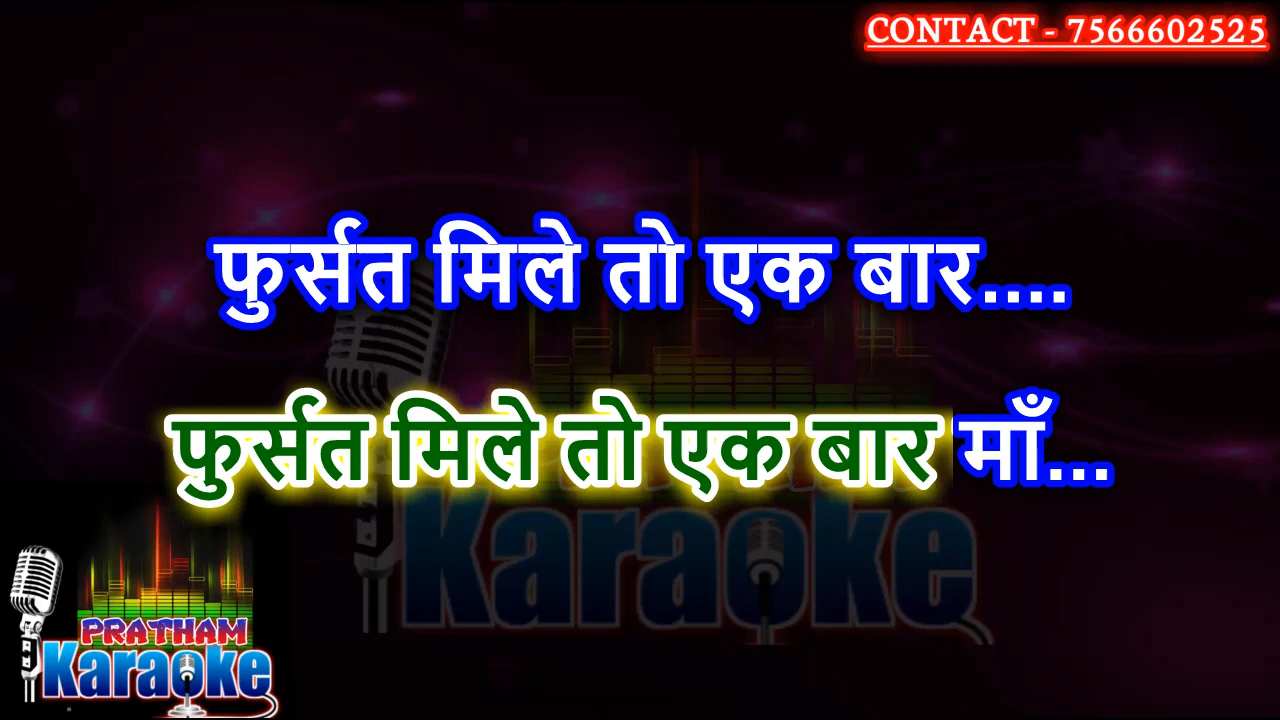 CONTACT - 7566602525
फुर्सत मिले तो एक बार....
फुर्सत मिले तो एक बार माँ...
Karaoke
PRATHAM
Karaoke